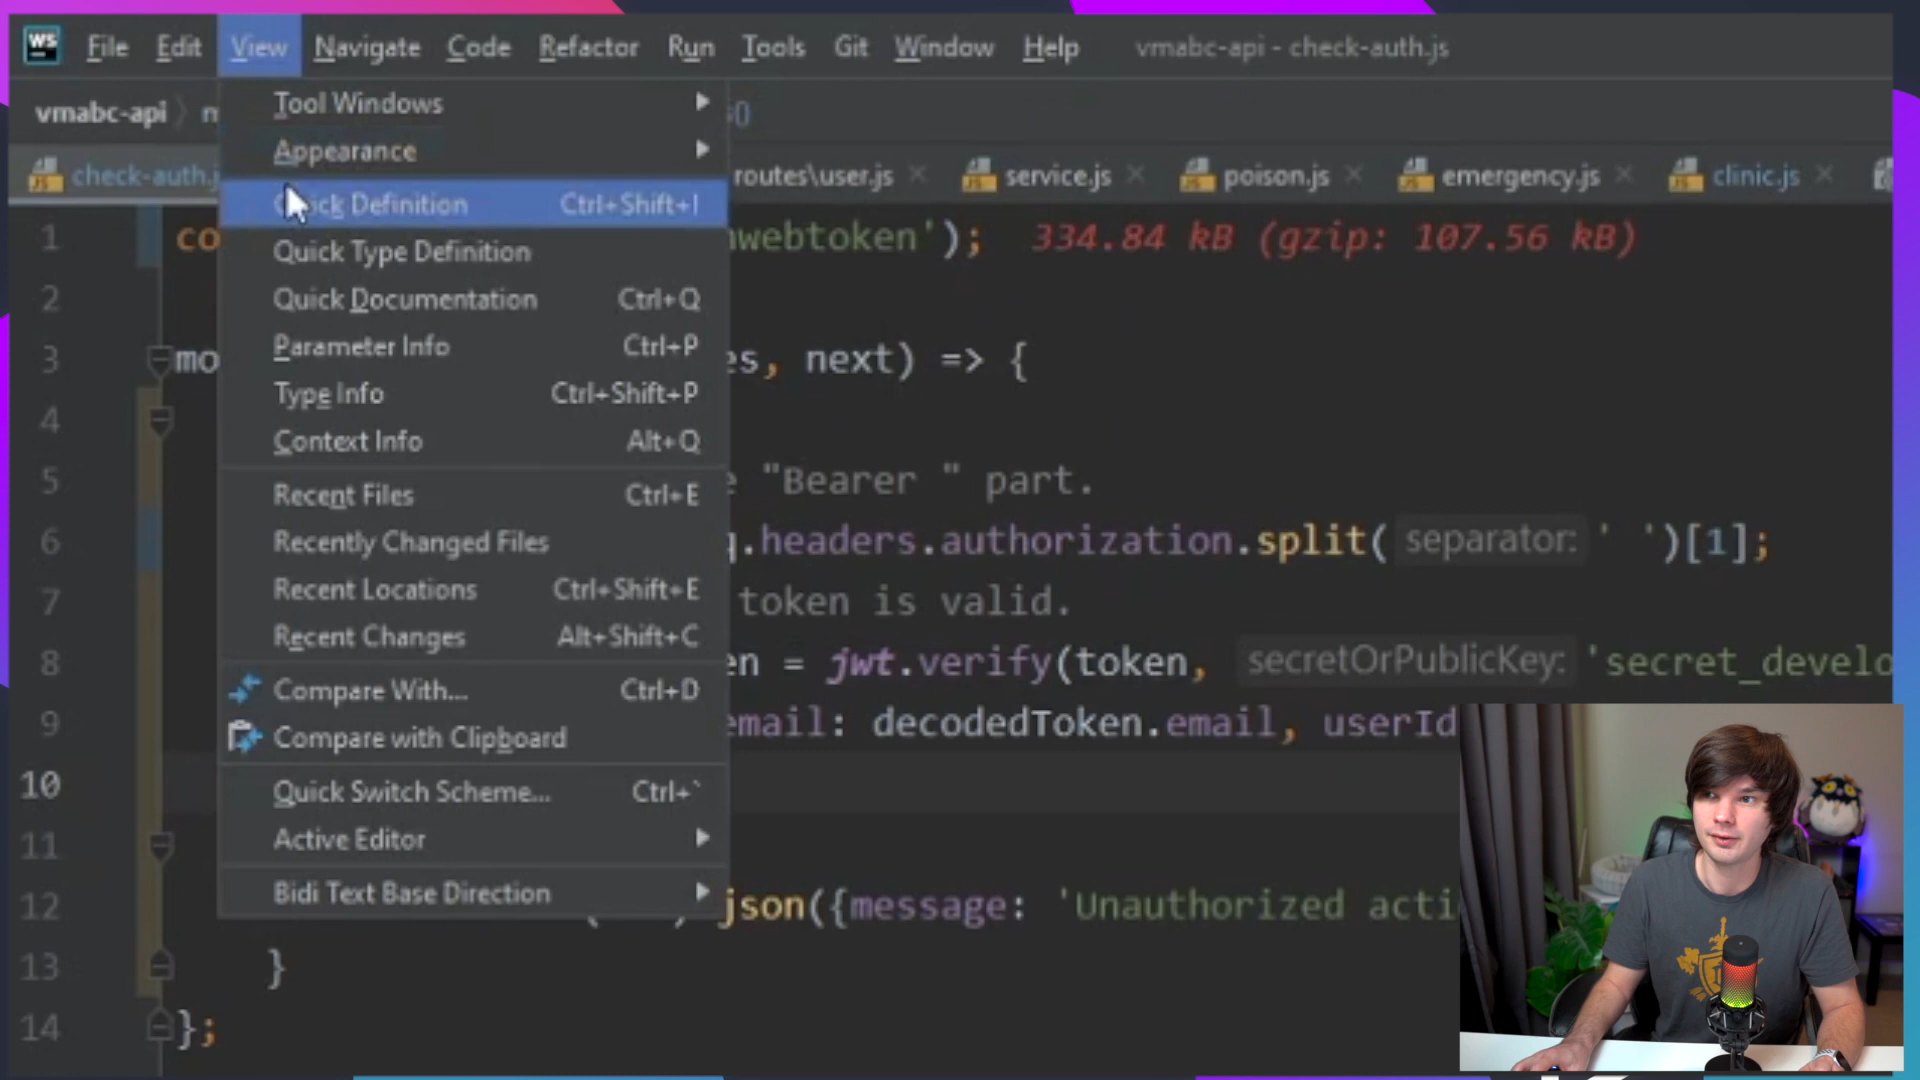 WS File Edit View Navigate Code Refactor Run Tools Git Window Help vmabc-api - check-auth.js
vmabc-api
Tool Windows
Appearance
check-auth.j routes\user.js service.js poison.js emergency.js clinic.js
Definition Ctrl+Shift+I
Quick Type Definition
Quick Documentation Ctrl+Q
Parameter Info Ctrl+P
Type Info Ctrl+Shift+P
Context Info Alt+Q
Recent Files Ctrl+E
Recently Changed Files
Recent Locations Ctrl+Shift+E
Recent Changes Alt+Shift+C
Compare With... Ctrl+D
Compare with Clipboard
Quick Switch Scheme... Ctrl+`
Active Editor
Bidi Text Base Direction
1 co webtoken'); 334.84 kB (gzip: 107.56 kB)
2
3 mo es, next) => {
4
5 e "Bearer " part.
6 q.headers.authorization.split( separator: ' ')[1];
7 token is valid.
8 en = jwt.verify(token, secretOrPublicKey: 'secret_develo
9 email: decodedToken.email, userId
10
11
12 json({message: 'Unauthorized acti
13 }
14 };